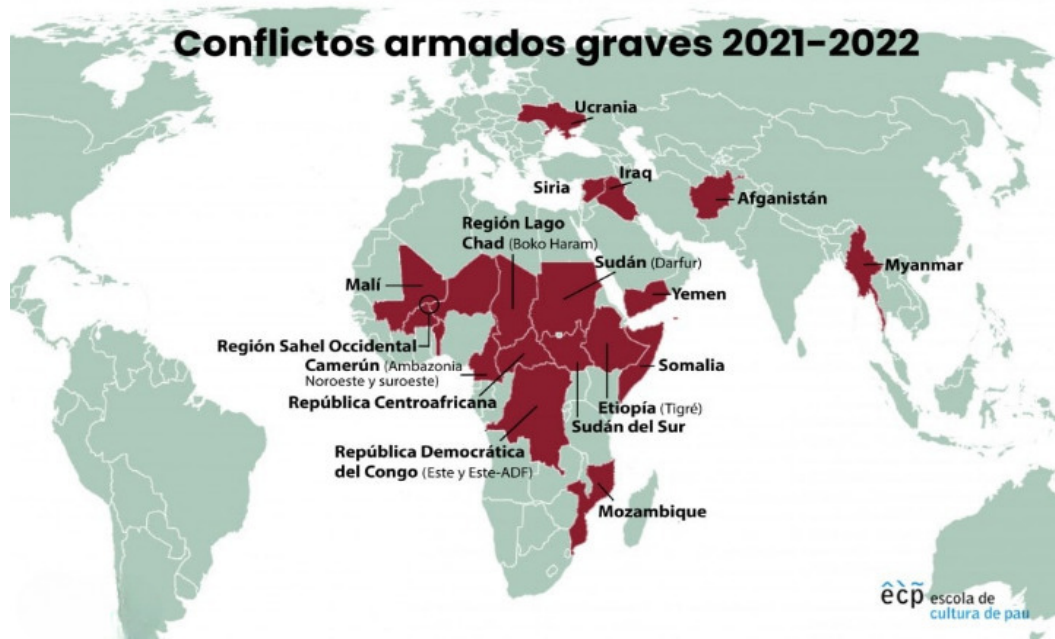 Conflictos armados graves 2021-2022
Ucrania
Iraq
Siria
Afganistán
Región Lago
Chad (Boko Haram)
Sudán (Darfur)
Myanmar
Malí
Yemen
Región Sahel Occidental
Camerún (Ambazonia
Noroeste y suroeste)
Somalia
República Centroafricana
Etiopía (Tigré)
Sudán del Sur
República Democrática
del Congo (Este y Este-ADF)
Mozambique
ecp escola de
cultura de pau